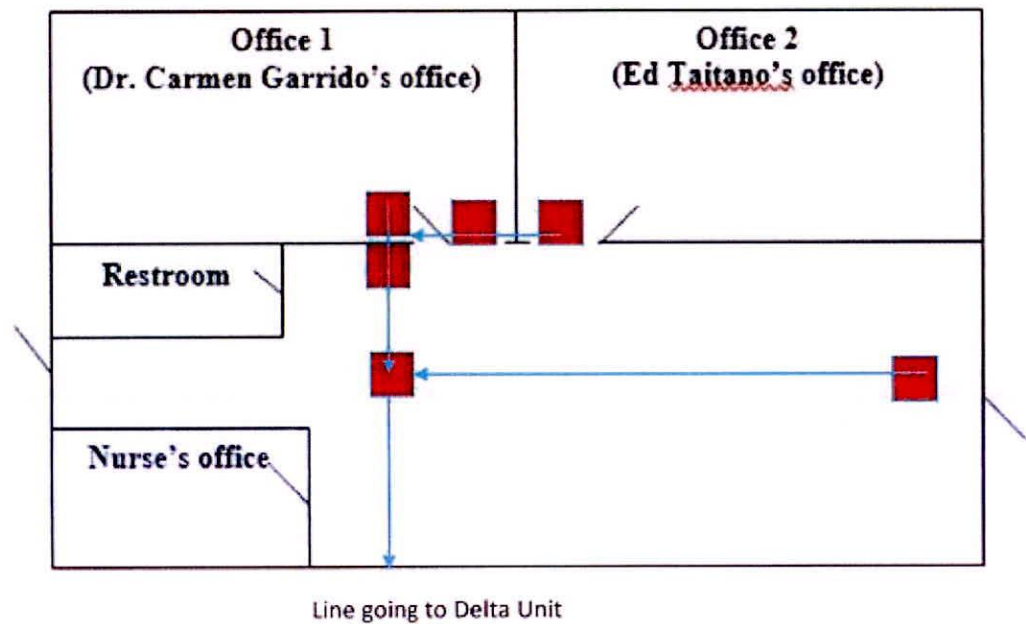 Office 1
(Dr. Carmen Garrido's office)
Office 2
(Ed Taitano's office)
Restroom
Nurse's office
Line going to Delta Unit